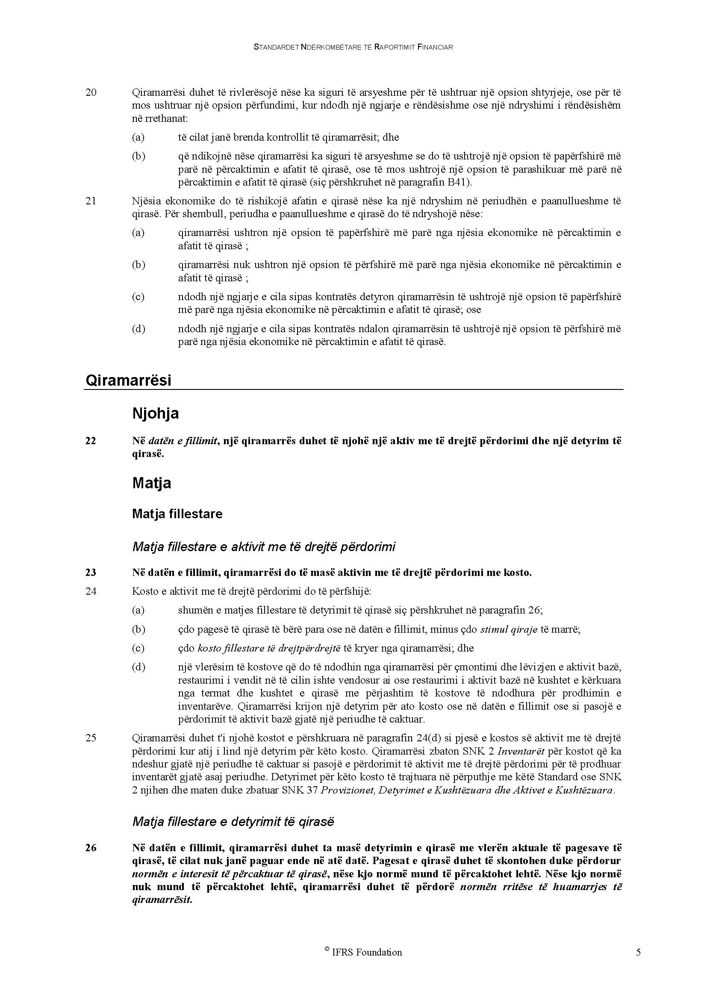 STANDARDET NDËRKOMBËTARE TË RAPORTIMIT FINANCIAR
20 Qiramarrësi duhet të rivlerësojë nëse ka siguri të arsyeshme për të ushtruar një opsion shtyrjeje, ose për të
mos ushtruar një opsion përfundimi, kur ndodh një ngjarje e rëndësishme ose një ndryshimi i rëndësishëm
në rrethanat:
(a) të cilat janë brenda kontrollit të qiramarrësit; dhe
(b) që ndikojnë nëse qiramarrësi ka siguri të arsyeshme se do të ushtrojë një opsion të papërfshirë më
parë në përcaktimin e afatit të qirasë, ose të mos ushtrojë një opsion të parashikuar më parë në
përcaktimin e afatit të qirasë (siç përshkruhet në paragrafin B41).
21 Njësia ekonomike do të rishikojë afatin e qirasë nëse ka një ndryshim në periudhën e paanullueshme të
qirasë. Për shembull, periudha e paanullueshme e qirasë do të ndryshojë nëse:
(a) qiramarrësi ushtron një opsion të papërfshirë më parë nga njësia ekonomike në përcaktimin e
afatit të qirasë ;
(b) qiramarrësi nuk ushtron një opsion të përfshirë më parë nga njësia ekonomike në përcaktimin e
afatit të qirasë ;
(c) ndodh një ngjarje e cila sipas kontratës detyron qiramarrësin të ushtrojë një opsion të papërfshirë
më parë nga njësia ekonomike në përcaktimin e afatit të qirasë; ose
(d) ndodh një ngjarje e cila sipas kontratës ndalon qiramarrësin të ushtrojë një opsion të përfshirë më
parë nga njësia ekonomike në përcaktimin e afatit të qirasë.
Qiramarrësi
Njohja
22 Në datën e fillimit, një qiramarrës duhet të njohë një aktiv me të drejtë përdorimi dhe një detyrim të
qirasë.
Matja
Matja fillestare
Matja fillestare e aktivit me të drejtë përdorimi
23 Në datën e fillimit, qiramarrësi do të masë aktivin me të drejtë përdorimi me kosto.
24 Kosto e aktivit me të drejtë përdorimi do të përfshijë:
(a) shumën e matjes fillestare të detyrimit të qirasë siç përshkruhet në paragrafin 26;
(b) çdo pagesë të qirasë të bërë para ose në datën e fillimit, minus çdo stimul qiraje të marrë;
(c) çdo kosto fillestare të drejtpërdrejtë të kryer nga qiramarrësi; dhe
(d) një vlerësim të kostove që do të ndodhin nga qiramarrësi për çmontimi dhe lëvizjen e aktivit bazë,
restaurimi i vendit në të cilin ishte vendosur ai ose restaurimi i aktivit bazë në kushtet e kërkuara
nga termat dhe kushtet e qirasë me përjashtim të kostove të ndodhura për prodhimin e
inventarëve. Qiramarrësi krijon një detyrim për ato kosto ose në datën e fillimit ose si pasojë e
përdorimit të aktivit bazë gjatë një periudhe të caktuar.
25 Qiramarrësi duhet t'i njohë kostot e përshkruara në paragrafin 24(d) si pjesë e kostos së aktivit me të drejtë
përdorimi kur atij i lind një detyrim për këto kosto. Qiramarrësi zbaton SNK 2 Inventarët për kostot që ka
ndeshur gjatë një periudhe të caktuar si pasojë e përdorimit të aktivit me të drejtë përdorimi për të prodhuar
inventarët gjatë asaj periudhe. Detyrimet për këto kosto të trajtuara në përputhje me këtë Standard ose SNK
2 njihen dhe maten duke zbatuar SNK 37 Provizionet, Detyrimet e Kushtëzuara dhe Aktivet e Kushtëzuara.
Matja fillestare e detyrimit të qirasë
26 Në datën e fillimit, qiramarrësi duhet ta masë detyrimin e qirasë me vlerën aktuale të pagesave të
qirasë, të cilat nuk janë paguar ende në atë datë. Pagesat e qirasë duhet të skontohen duke përdorur
normën e interesit të përcaktuar të qirasë, nëse kjo normë mund të përcaktohet lehtë. Nëse kjo normë
nuk mund të përcaktohet lehtë, qiramarrësi duhet të përdorë normën rritëse të huamarrjes të
qiramarrësit.
© IFRS Foundation 5